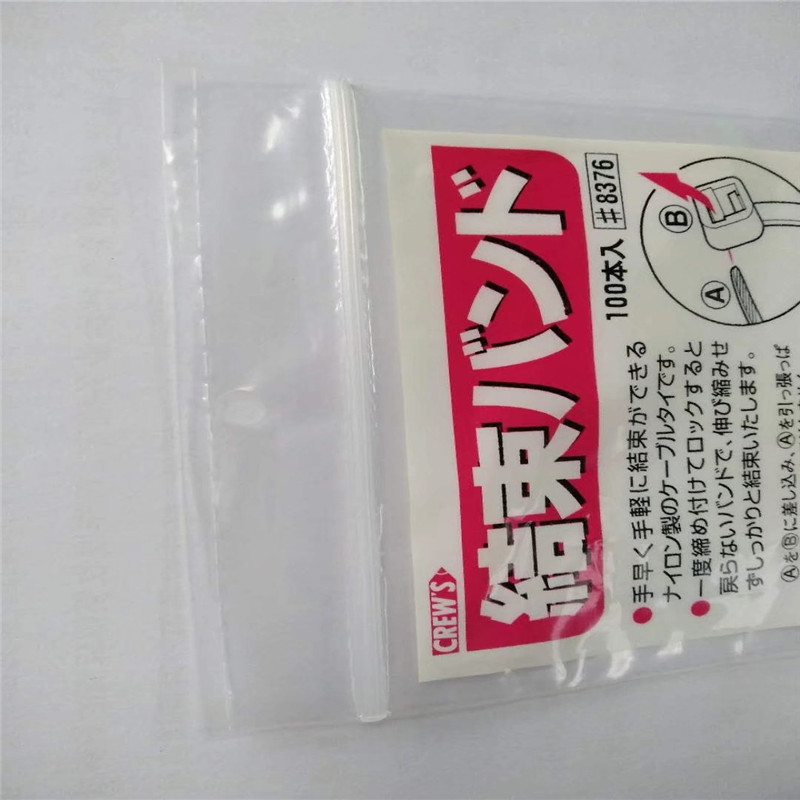 CREW'S
結束バンド
100本入 #8376
●手早く手軽に結束ができる
ナイロン製のケーブルタイです。
●一度締め付けてロックすると
戻らないバンドで、伸び縮みせ
ずしっかりと結束いたします。
Ⓐ
Ⓑ
ⒶをⒷに差し込み、Ⓐを引っ張っぱ